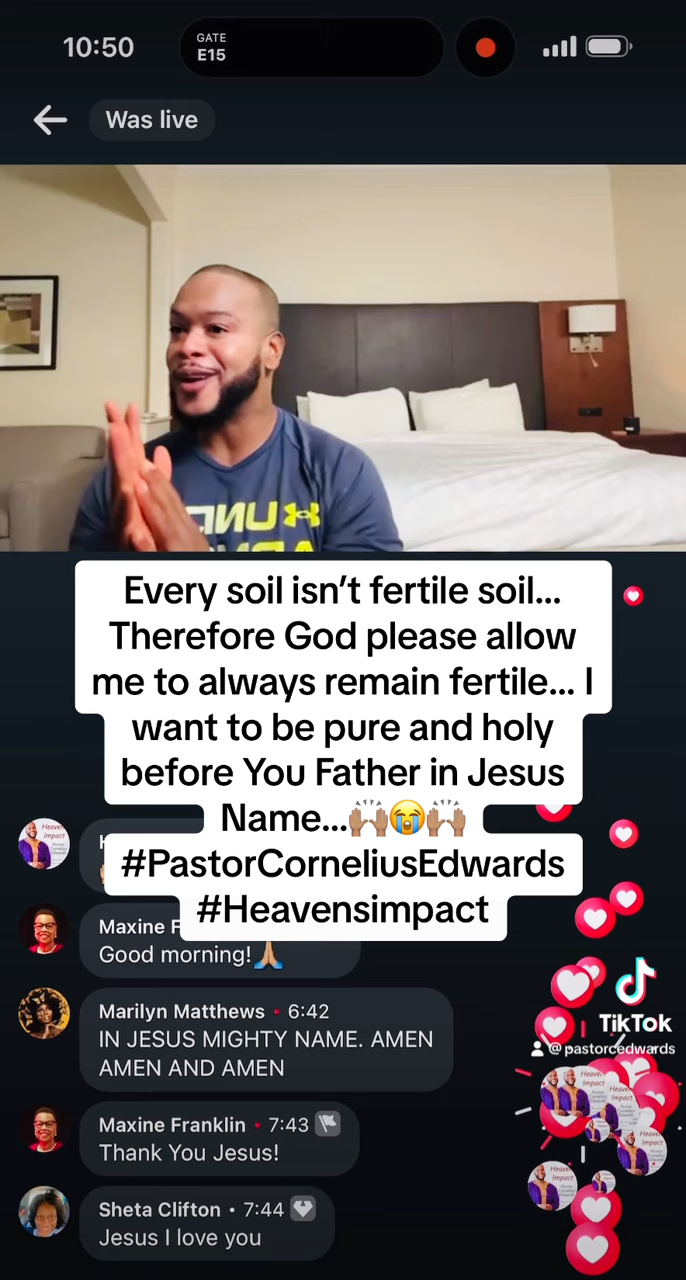 10:50
GATE
E15
Was live
UNDER
Every soil isn't fertile soil...
Therefore God please allow
me to always remain fertile... I
want to be pure and holy
before You Father in Jesus
Name...🙌🏽😭🙌🏽
#PastorCorneliusEdwards
#Heavensimpact
Heaven
Impact
Maxine F
Good morning!🙏🏽
Marilyn Matthews • 6:42
IN JESUS MIGHTY NAME. AMEN
AMEN AND AMEN
Maxine Franklin • 7:43
Thank You Jesus!
Sheta Clifton • 7:44
Jesus I love you
TikTok
@pastorcedwards